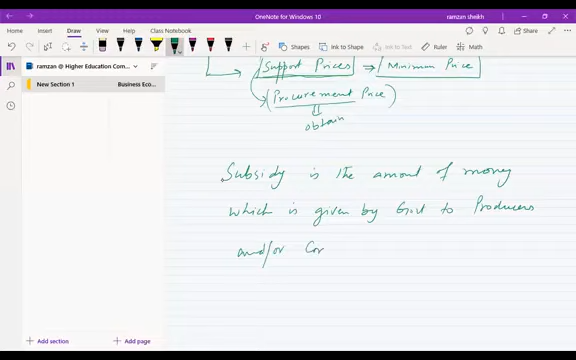 OneNote for Windows 10
ramzan sheikh
Home Insert Draw View Help Class Notebook
Share
Shapes Ink to Shape Ink to Text Ruler Math
ramzan @ Higher Education Com...
New Section 1 Business Eco...
Support Prices ⇒ Minimum Price
(Procurement Price)
obtain
Subsidy is the amount of money
which is given by Govt to Producers
and/or Con
Add section Add page